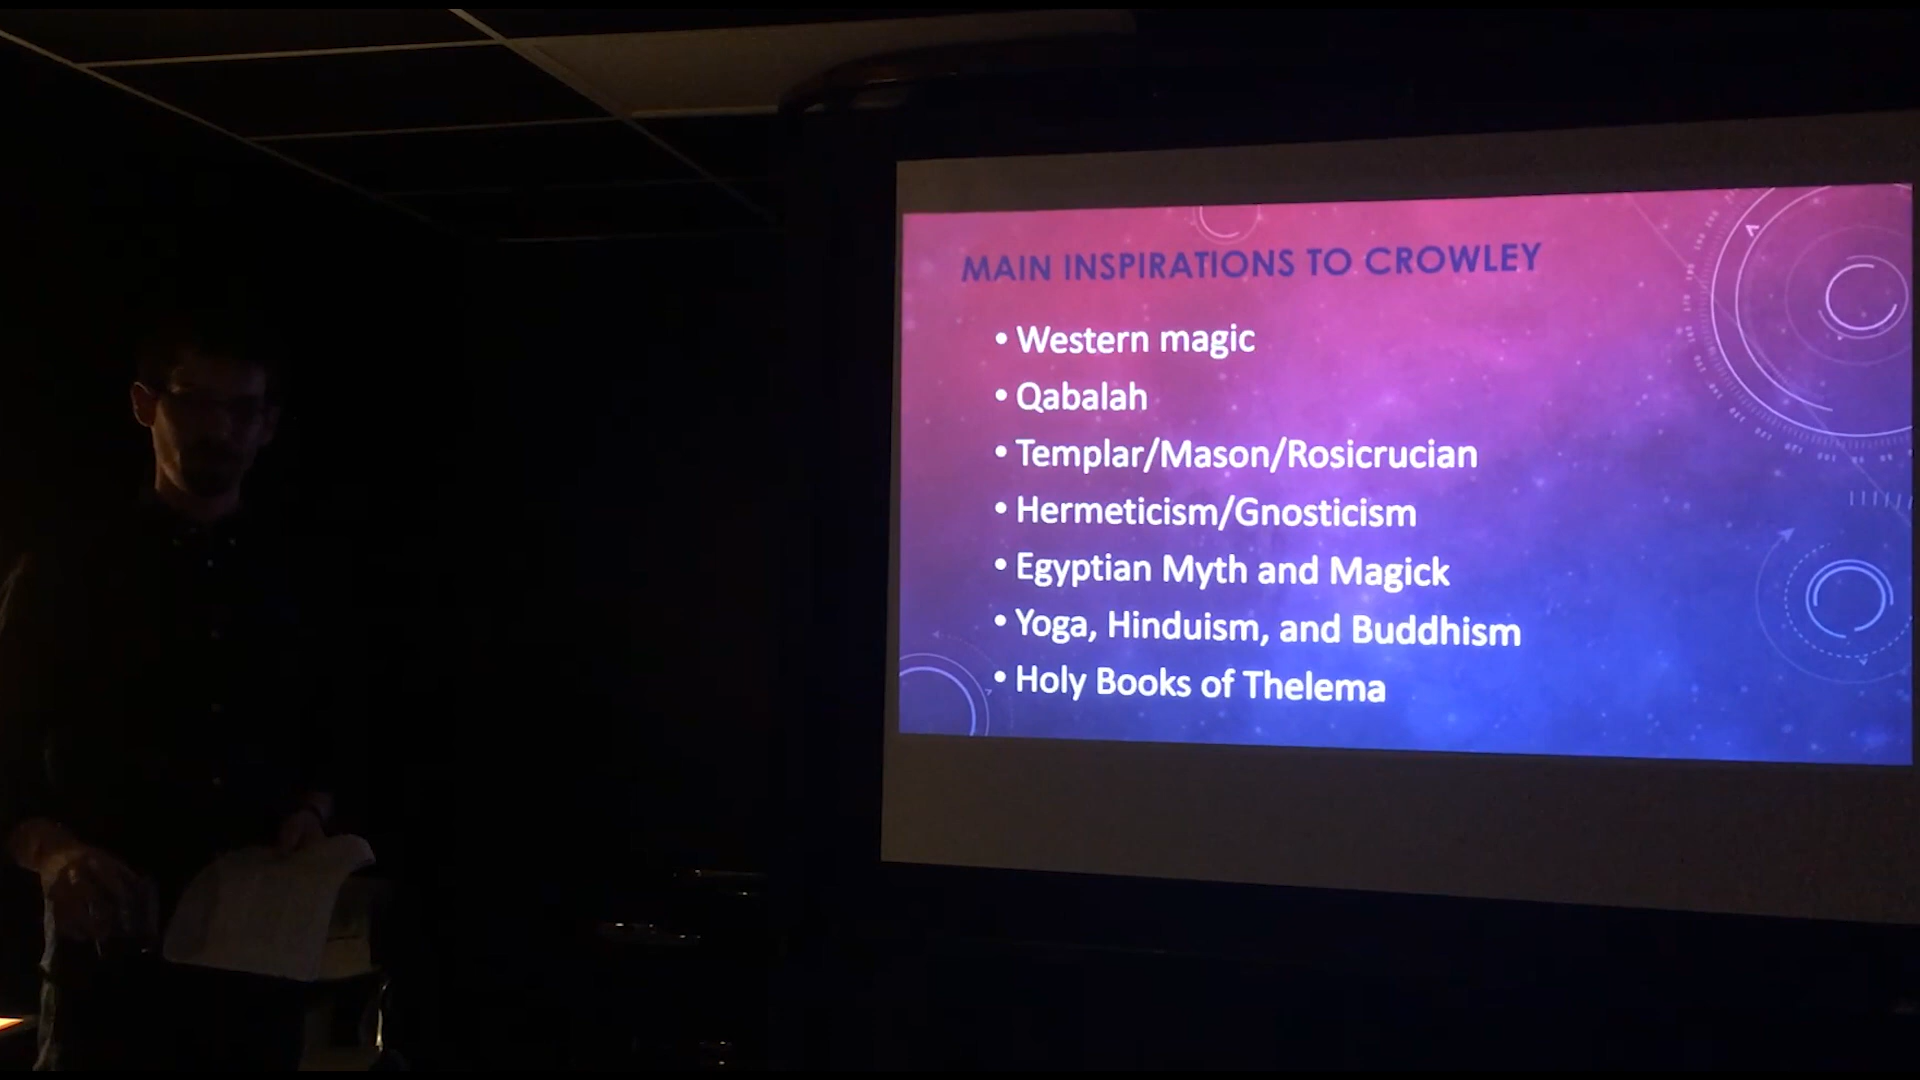 MAIN INSPIRATIONS TO CROWLEY
• Western magic
• Qabalah
• Templar/Mason/Rosicrucian
• Hermeticism/Gnosticism
• Egyptian Myth and Magick
• Yoga, Hinduism, and Buddhism
• Holy Books of Thelema